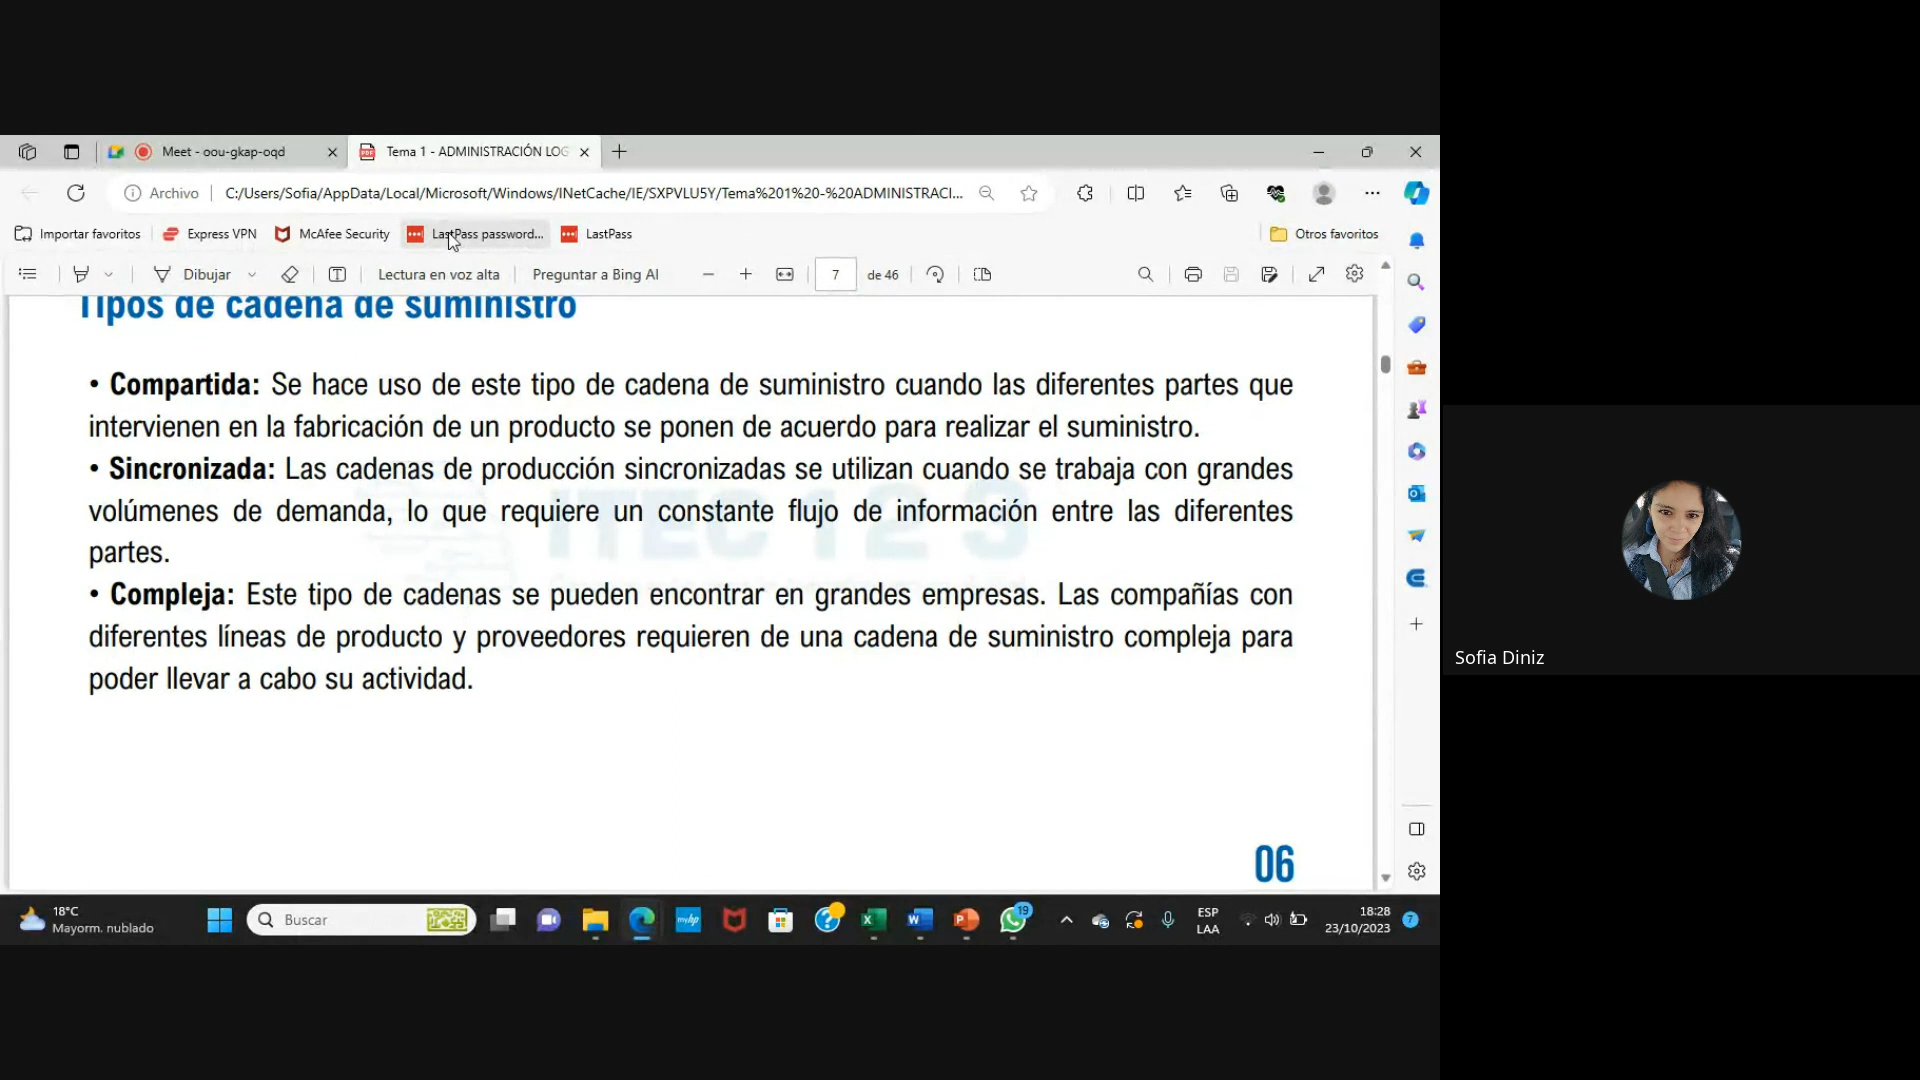 Meet - oou-gkap-oqd
Tema 1 - ADMINISTRACIÓN LOG
Archivo
C:/Users/Sofia/AppData/Local/Microsoft/Windows/INetCache/IE/SXPVLU5Y/Tema%201%20-%20ADMINISTRACI...
Importar favoritos
Express VPN
McAfee Security
LastPass password...
LastPass
Otros favoritos
Dibujar
Lectura en voz alta
Preguntar a Bing AI
7
de 46
Tipos de cadena de suministro
• Compartida: Se hace uso de este tipo de cadena de suministro cuando las diferentes partes que
intervienen en la fabricación de un producto se ponen de acuerdo para realizar el suministro.
• Sincronizada: Las cadenas de producción sincronizadas se utilizan cuando se trabaja con grandes
volúmenes de demanda, lo que requiere un constante flujo de información entre las diferentes
partes.
• Compleja: Este tipo de cadenas se pueden encontrar en grandes empresas. Las compañías con
diferentes líneas de producto y proveedores requieren de una cadena de suministro compleja para
poder llevar a cabo su actividad.
ITEC 123
06
Sofia Diniz
18°C
Mayorm. nublado
Buscar
myhp
19
ESP
LAA
18:28
23/10/2023
7